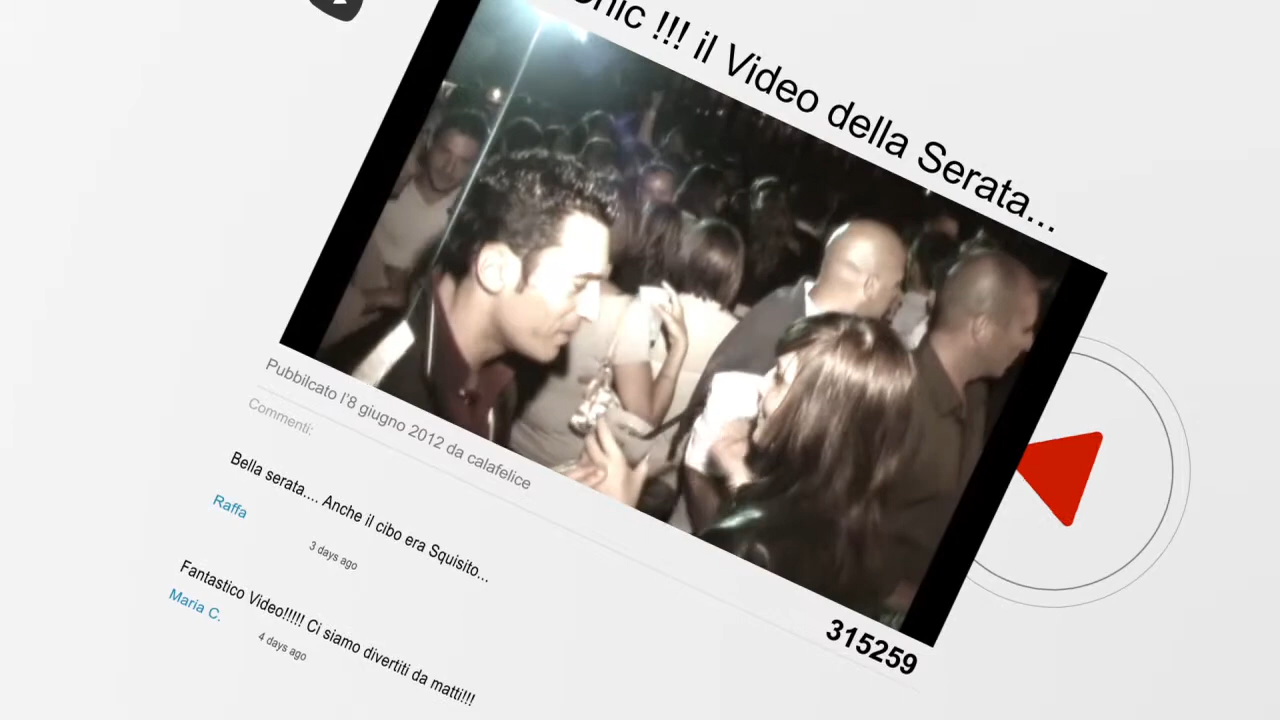 !!! il Video della Serata...
Pubbilcato l'8 giugno 2012 da calafelice
315259
Commenti:
Bella serata.... Anche il cibo era Squisito...
Raffa
3 days ago
Fantastico Video!!!!! Ci siamo divertiti da matti!!!
Maria C.
4 days ago